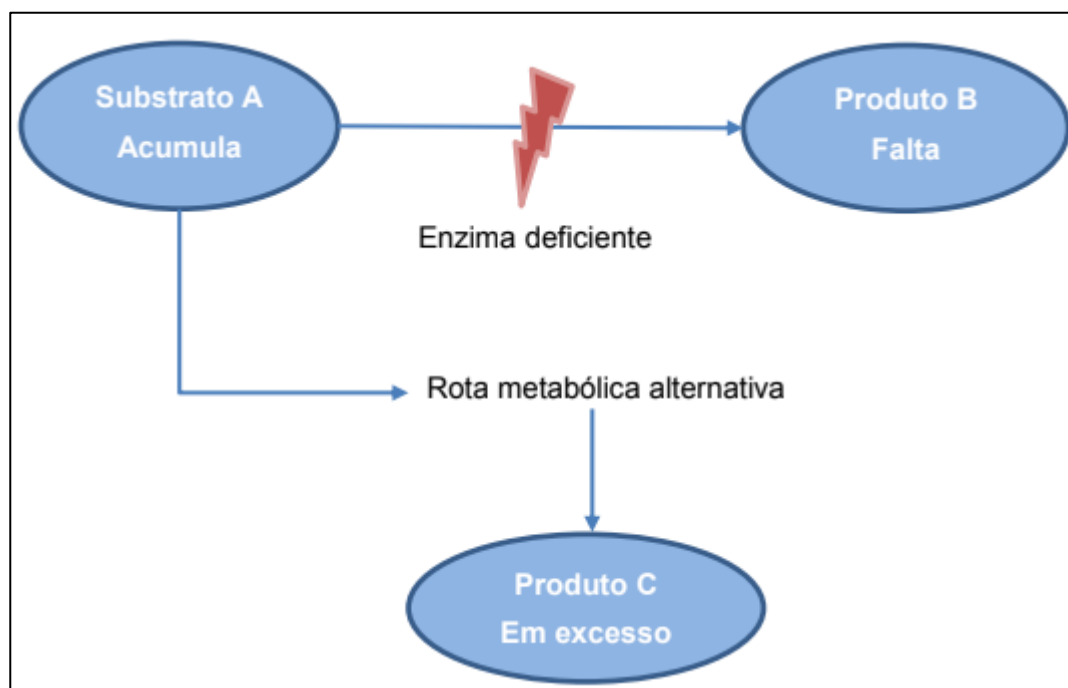 Substrato A
Acumula
Produto B
Falta
Enzima deficiente
Rota metabólica alternativa
Produto C
Em excesso